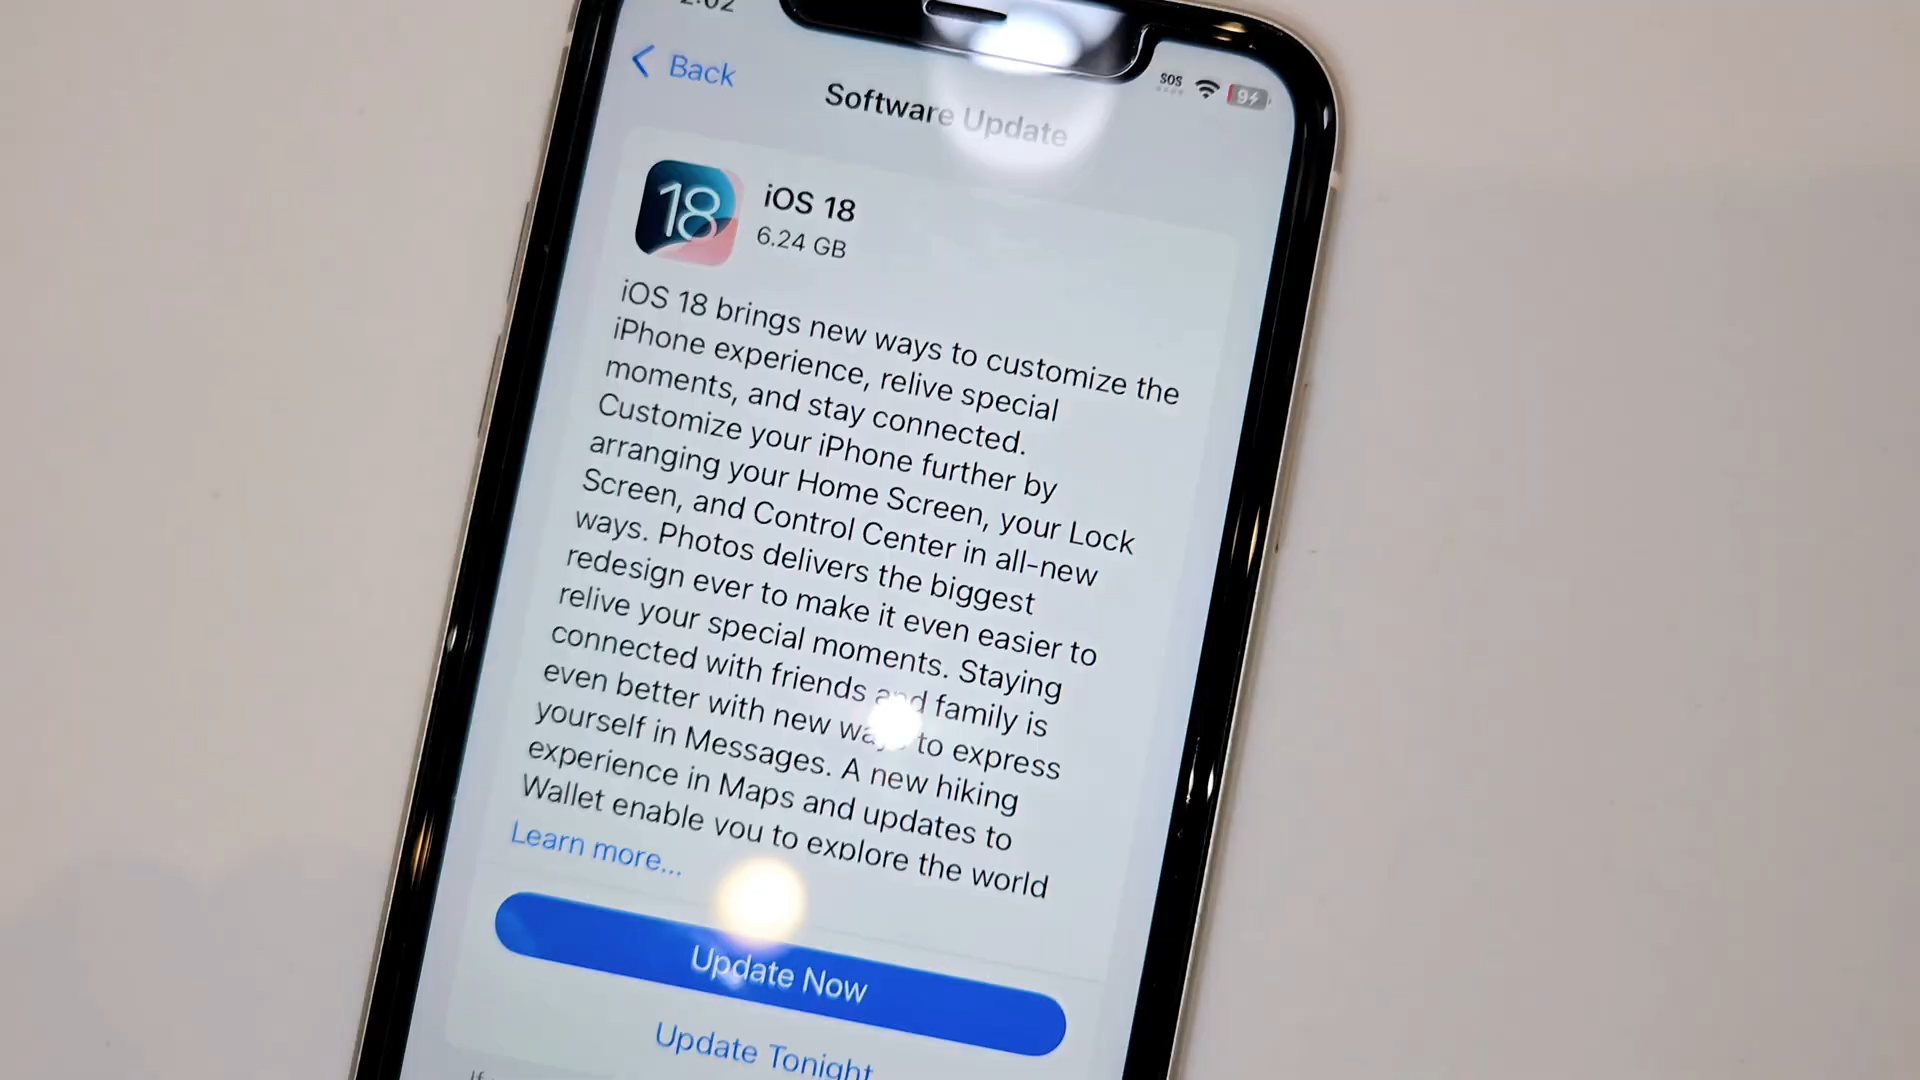 2:02
SOS
9
Back
Software Update
18
iOS 18
6.24 GB
iOS 18 brings new ways to customize the
iPhone experience, relive special
moments, and stay connected.
Customize your iPhone further by
arranging your Home Screen, your Lock
Screen, and Control Center in all-new
ways. Photos delivers the biggest
redesign ever to make it even easier to
relive your special moments. Staying
connected with friends and family is
even better with new ways to express
yourself in Messages. A new hiking
experience in Maps and updates to
Wallet enable you to explore the world
Learn more...
Update Now
Update Tonight
If